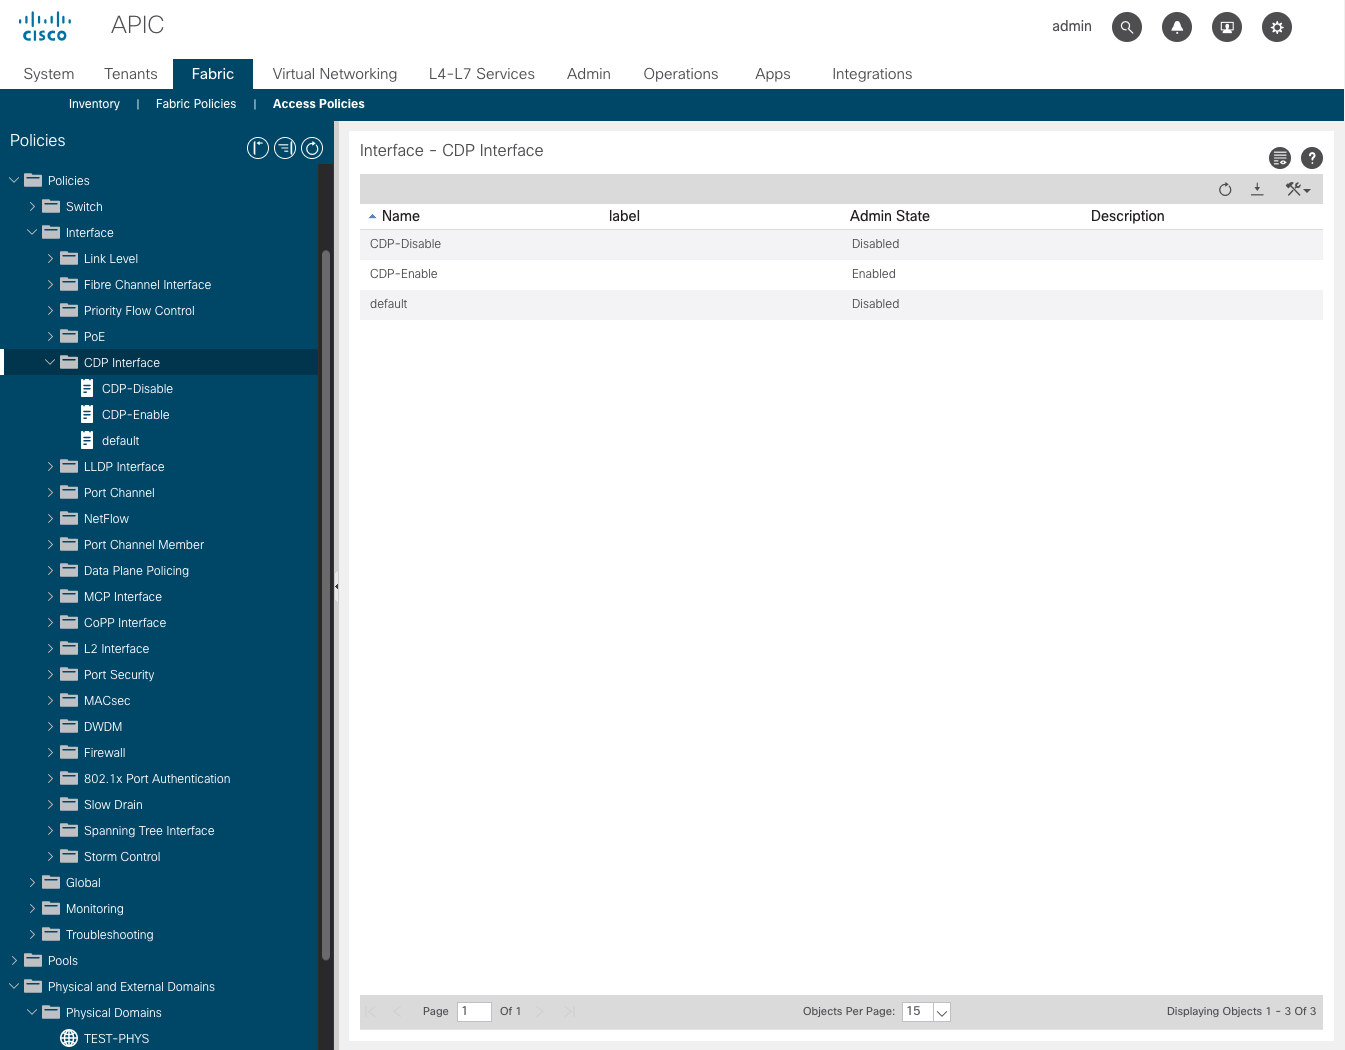 CISCO
APIC
admin
System Tenants Fabric Virtual Networking L4-L7 Services Admin Operations Apps Integrations
Inventory | Fabric Policies | Access Policies
Policies
Policies
Switch
Interface
Link Level
Fibre Channel Interface
Priority Flow Control
PoE
CDP Interface
CDP-Disable
CDP-Enable
default
LLDP Interface
Port Channel
NetFlow
Port Channel Member
Data Plane Policing
MCP Interface
CoPP Interface
L2 Interface
Port Security
MACsec
DWDM
Firewall
802.1x Port Authentication
Slow Drain
Spanning Tree Interface
Storm Control
Global
Monitoring
Troubleshooting
Pools
Physical and External Domains
Physical Domains
TEST-PHYS
Interface - CDP Interface
?
Name label Admin State Description
CDP-Disable Disabled
CDP-Enable Enabled
default Disabled
Page 1 Of 1 Objects Per Page: 15 Displaying Objects 1 - 3 Of 3